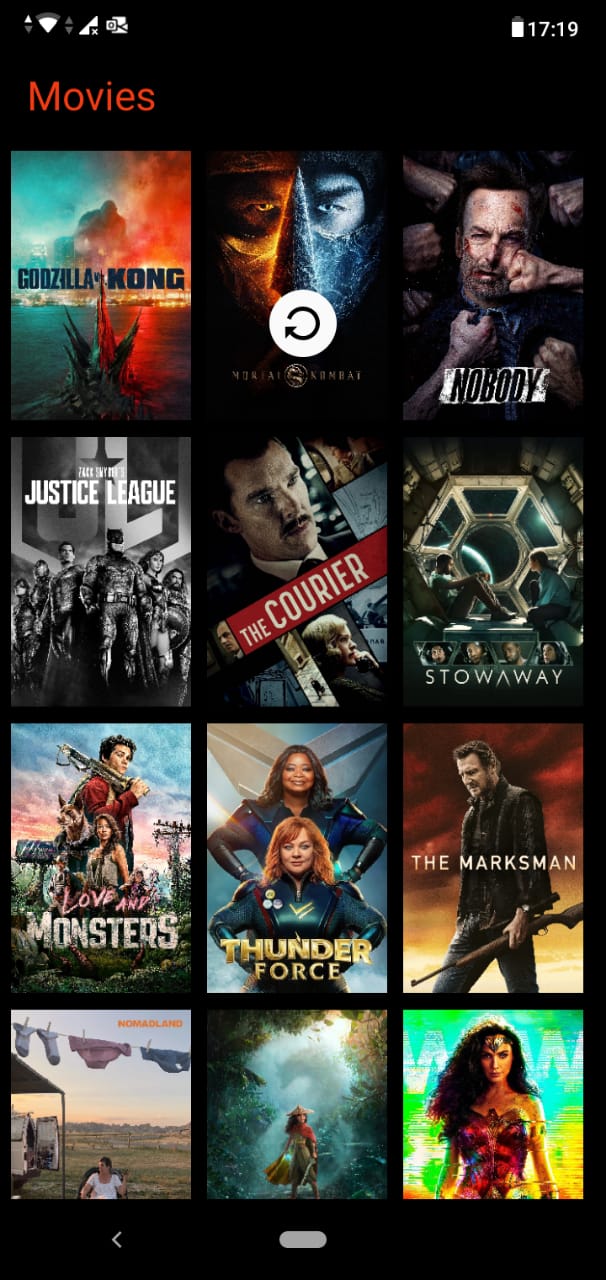 17:19
Movies
GODZILLA vs KONG
MORTAL KOMBAT
NOBODY
ZACK SNYDER'S
JUSTICE LEAGUE
THE COURIER
STOWAWAY
LOVE AND
MONSTERS
THUNDER
FORCE
THE MARKSMAN
NOMADLAND